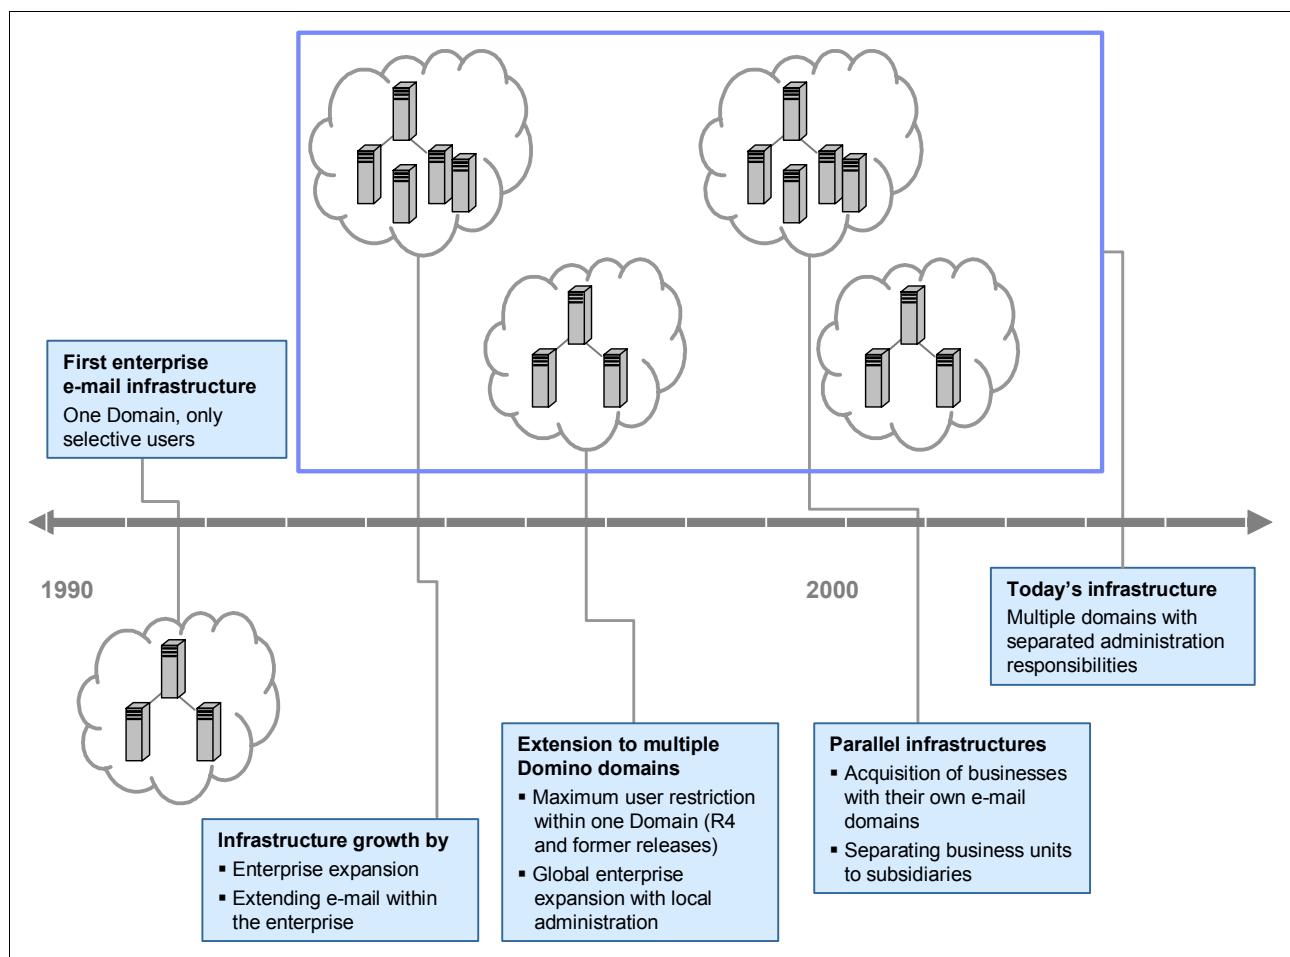 First enterprise
e-mail infrastructure
One Domain, only
selective users
1990
2000
Today's infrastructure
Multiple domains with
separated administration
responsibilities
Infrastructure growth by
▪ Enterprise expansion
▪ Extending e-mail within
the enterprise
Extension to multiple
Domino domains
▪ Maximum user restriction
within one Domain (R4
and former releases)
▪ Global enterprise
expansion with local
administration
Parallel infrastructures
▪ Acquisition of businesses
with their own e-mail
domains
▪ Separating business units
to subsidiaries